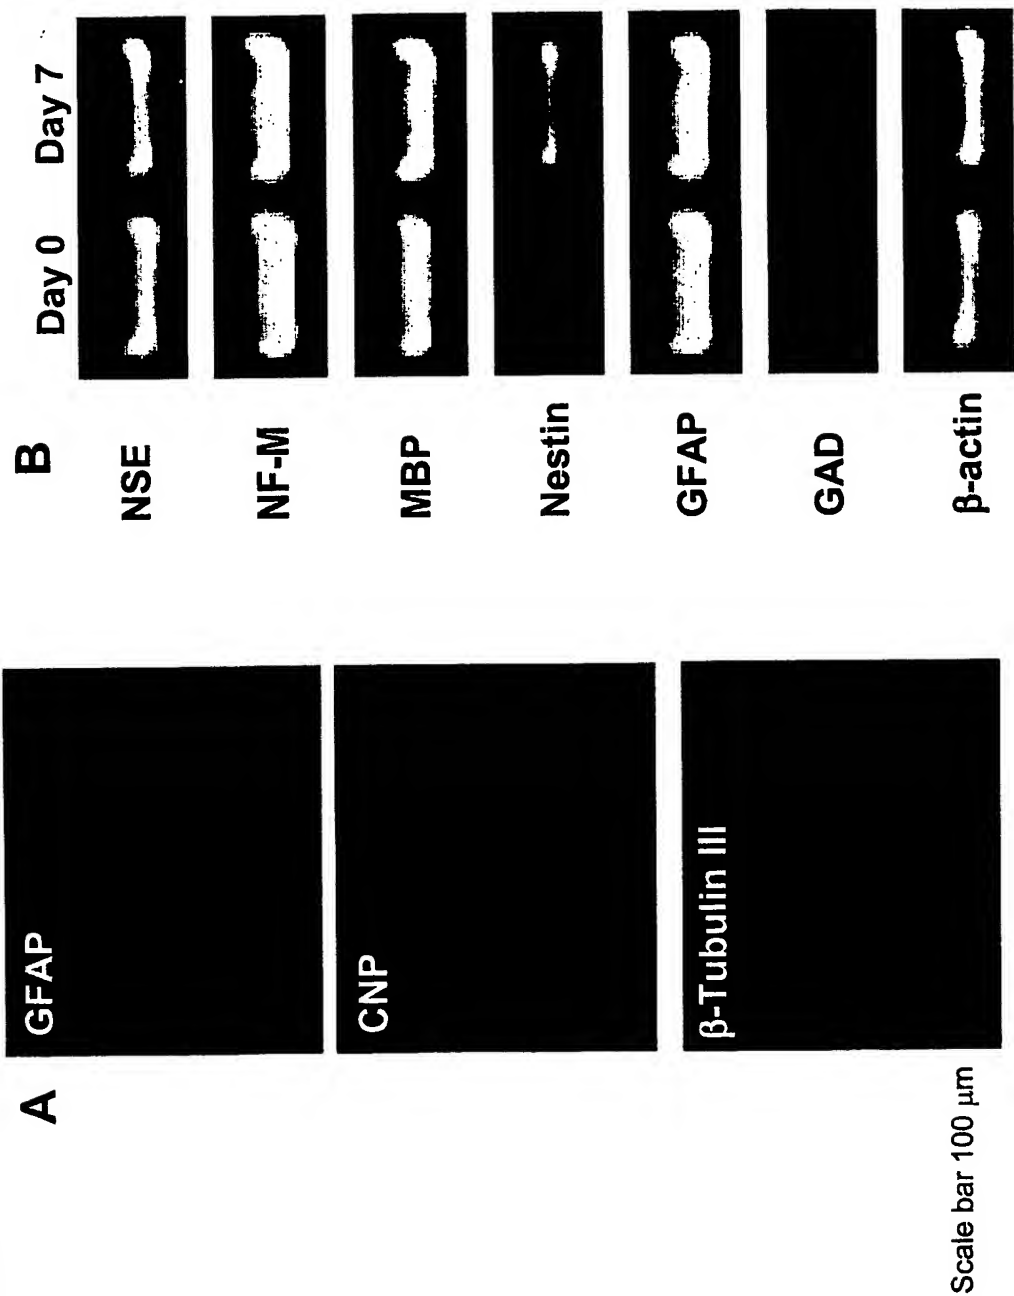 A
GFAP
CNP
β-Tubulin III
Scale bar 100 μm
B
Day 0 Day 7
NSE
NF-M
MBP
Nestin
GFAP
GAD
β-actin